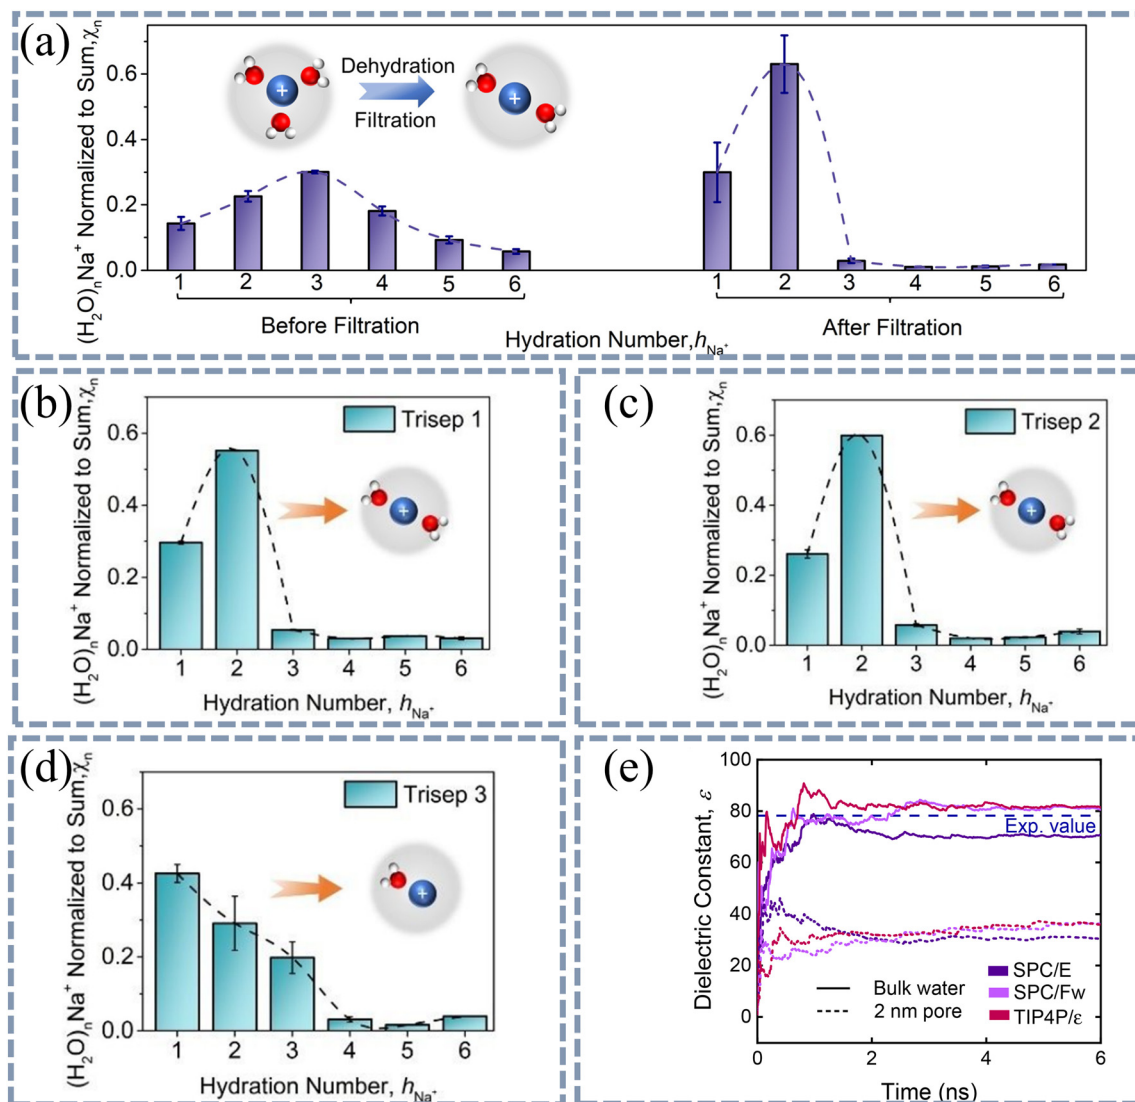 (a)
(H₂O)ₙNa⁺ Normalized to Sum,χₙ
0.6
0.4
0.2
0.0
Dehydration
Filtration
+
+
1 2 3 4 5 6
1 2 3 4 5 6
Before Filtration
After Filtration
Hydration Number,hNa⁺
(b)
(H₂O)ₙNa⁺ Normalized to Sum,χₙ
0.6
0.4
0.2
0.0
Trisep 1
+
1 2 3 4 5 6
Hydration Number, hNa⁺
(c)
(H₂O)ₙNa⁺ Normalized to Sum,χₙ
0.6
0.4
0.2
0.0
Trisep 2
+
1 2 3 4 5 6
Hydration Number, hNa⁺
(d)
(H₂O)ₙNa⁺ Normalized to Sum,χₙ
0.6
0.4
0.2
0.0
Trisep 3
+
1 2 3 4 5 6
Hydration Number, hNa⁺
(e)
Dielectric Constant, ε
100
80
60
40
20
0
Exp. value
Bulk water
2 nm pore
SPC/E
SPC/Fw
TIP4P/ε
0 2 4 6
Time (ns)